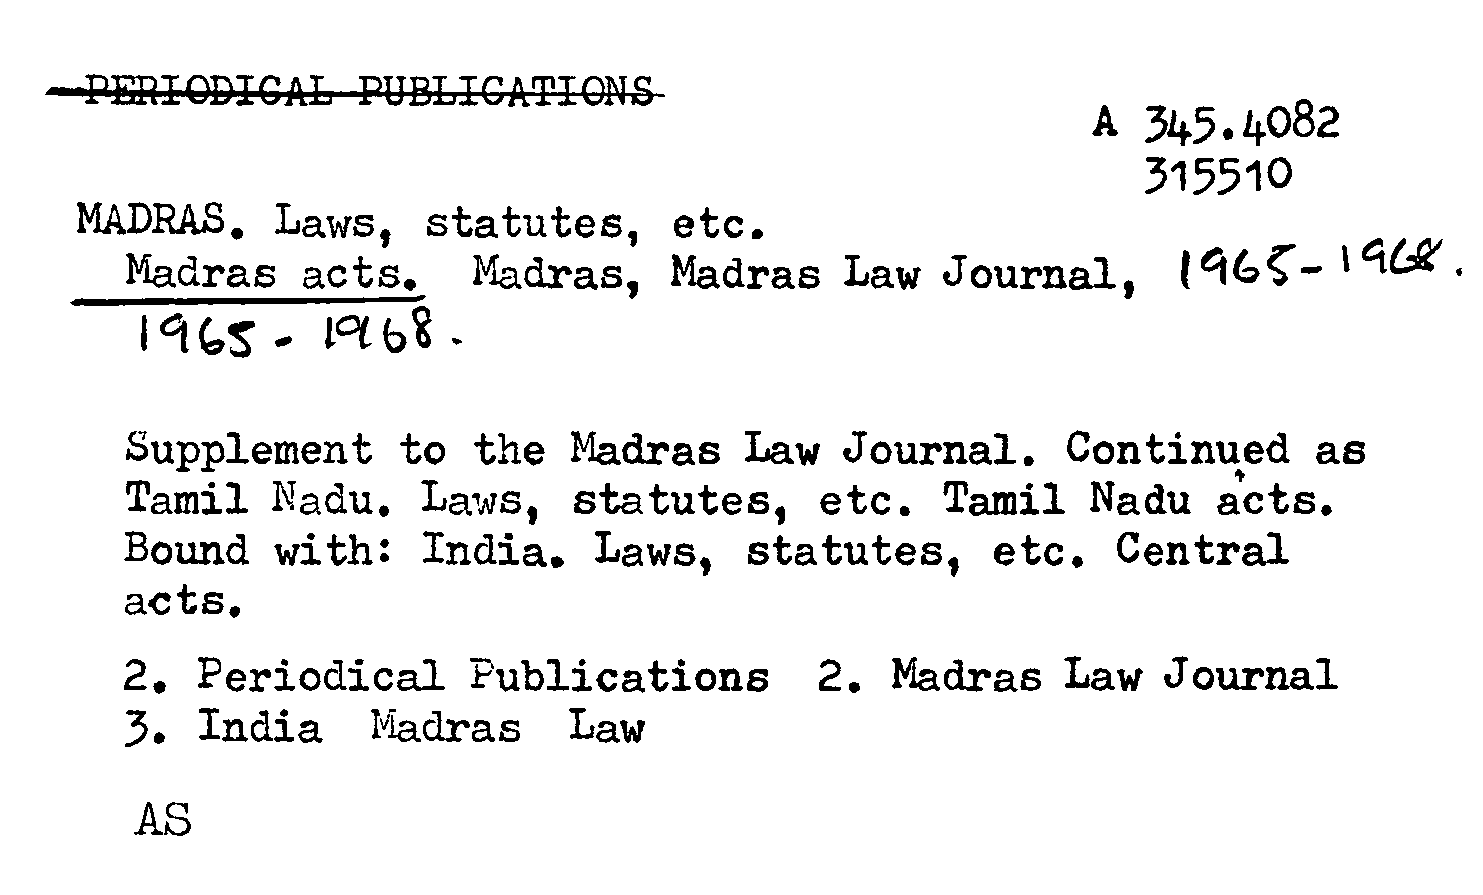 PERIODICAL PUBLICATIONS
A 345.4082
315510
MADRAS. Laws, statutes, etc.
Madras acts. Madras, Madras Law Journal, 1965-1968.
1965-1968.
Supplement to the Madras Law Journal. Continued as
Tamil Nadu. Laws, statutes, etc. Tamil Nadu acts.
Bound with: India. Laws, statutes, etc. Central
acts.
2. Periodical Publications 2. Madras Law Journal
3. India Madras Law
AS